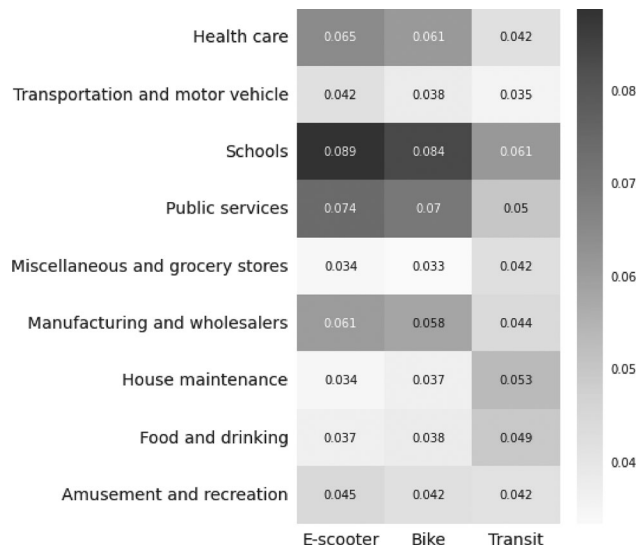 Health care 0.065 0.061 0.042
Transportation and motor vehicle 0.042 0.038 0.035
Schools 0.089 0.084 0.061
Public services 0.074 0.07 0.05
Miscellaneous and grocery stores 0.034 0.033 0.042
Manufacturing and wholesalers 0.061 0.058 0.044
House maintenance 0.034 0.037 0.053
Food and drinking 0.037 0.038 0.049
Amusement and recreation 0.045 0.042 0.042
E-scooter Bike Transit
0.08
0.07
0.06
0.05
0.04